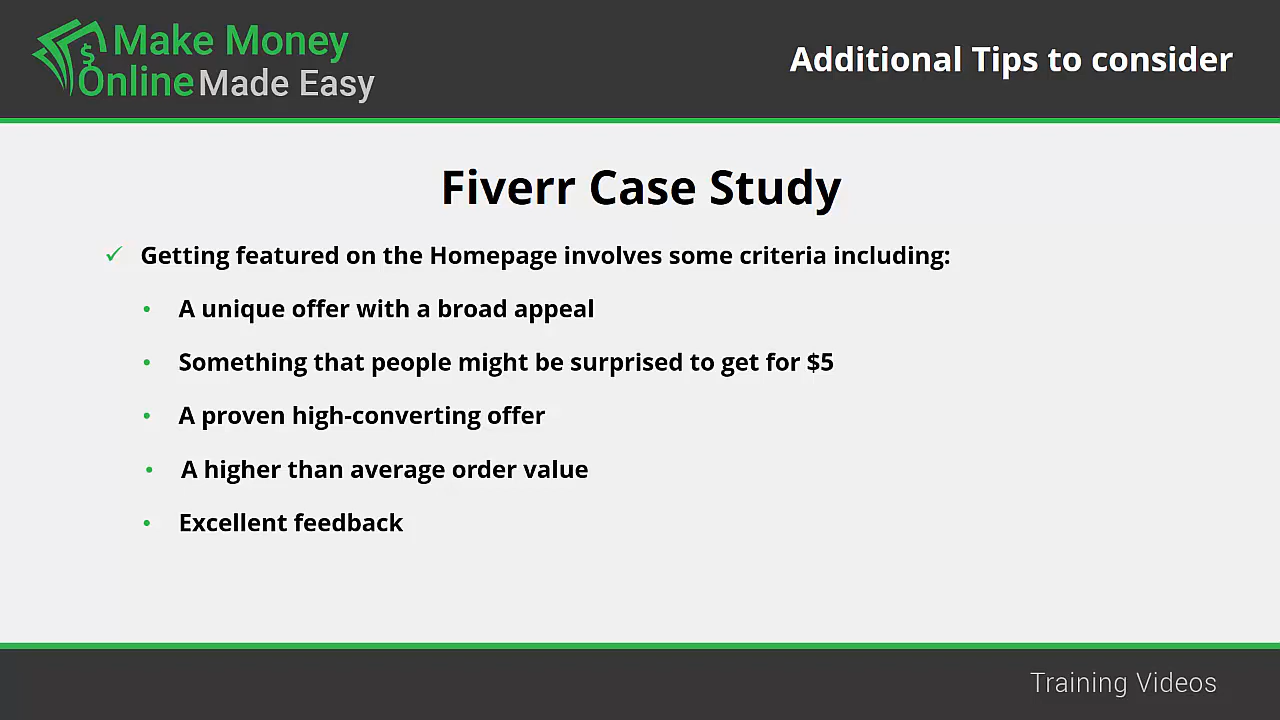 Make Money
Online Made Easy
Additional Tips to consider
Fiverr Case Study
✓ Getting featured on the Homepage involves some criteria including:
• A unique offer with a broad appeal
• Something that people might be surprised to get for $5
• A proven high-converting offer
• A higher than average order value
• Excellent feedback
Training Videos